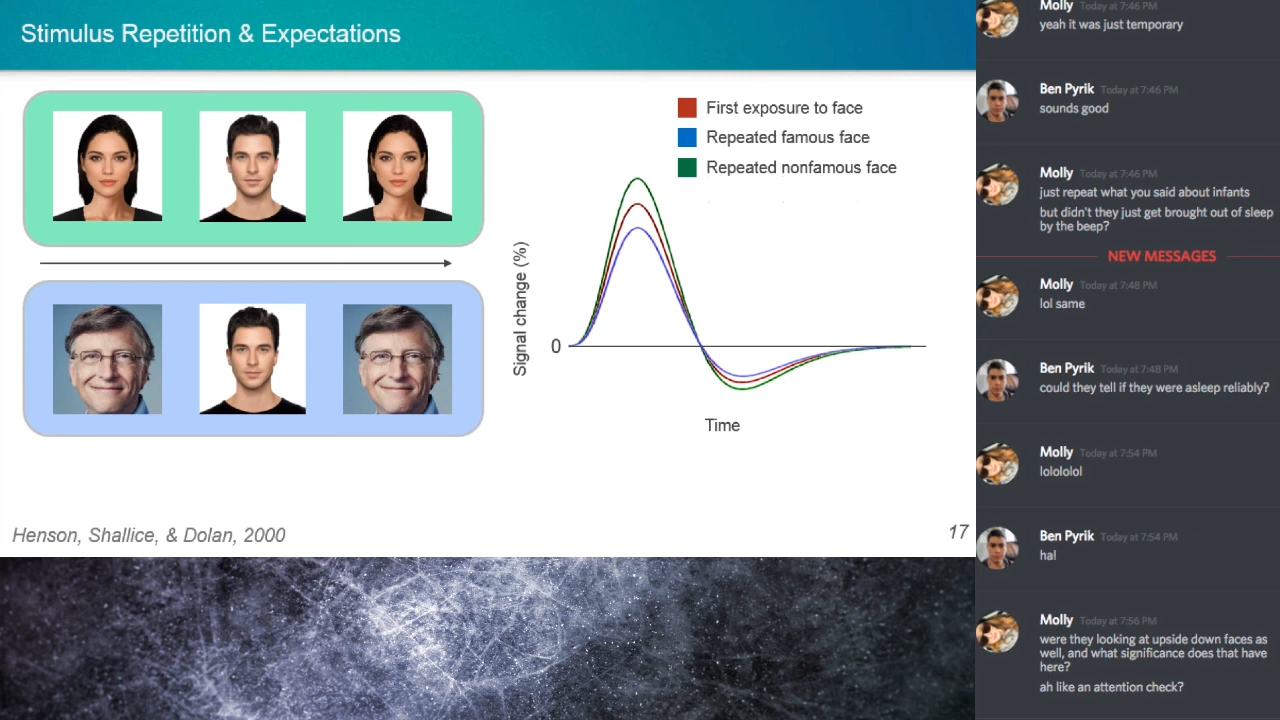 Stimulus Repetition & Expectations
First exposure to face
Repeated famous face
Repeated nonfamous face
Signal change (%)
0
Time
Henson, Shallice, & Dolan, 2000
17
Molly Today at 7:46 PM
yeah it was just temporary
Ben Pyrik Today at 7:46 PM
sounds good
Molly Today at 7:46 PM
just repeat what you said about infants
but didn't they just get brought out of sleep
by the beep?
NEW MESSAGES
Molly Today at 7:48 PM
lol same
Ben Pyrik Today at 7:48 PM
could they tell if they were asleep reliably?
Molly Today at 7:54 PM
lolololol
Ben Pyrik Today at 7:54 PM
ha!
Molly Today at 7:56 PM
were they looking at upside down faces as
well, and what significance does that have
here?
ah like an attention check?